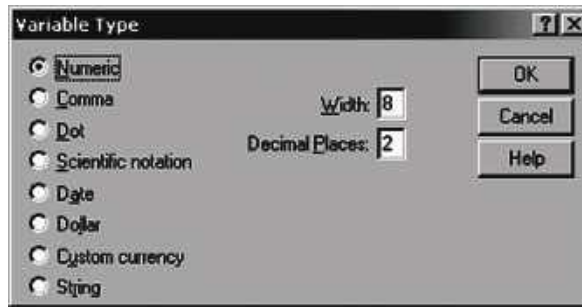 Variable Type
Numeric
Comma
Dot
Scientific notation
Date
Dollar
Custom currency
String
Width: 8
Decimal Places: 2
OK
Cancel
Help